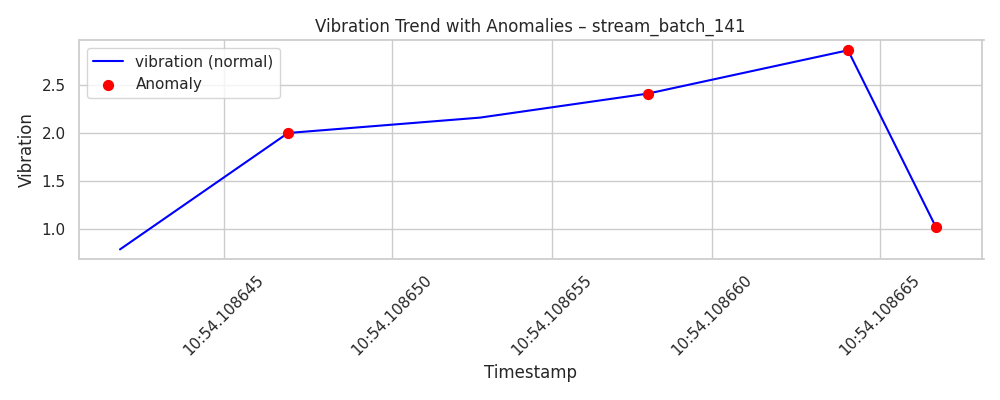 Vibration Trend with Anomalies – stream_batch_141
vibration (normal)
Anomaly
Vibration
2.5
2.0
1.5
1.0
10:54.108645
10:54.108650
10:54.108655
10:54.108660
10:54.108665
Timestamp